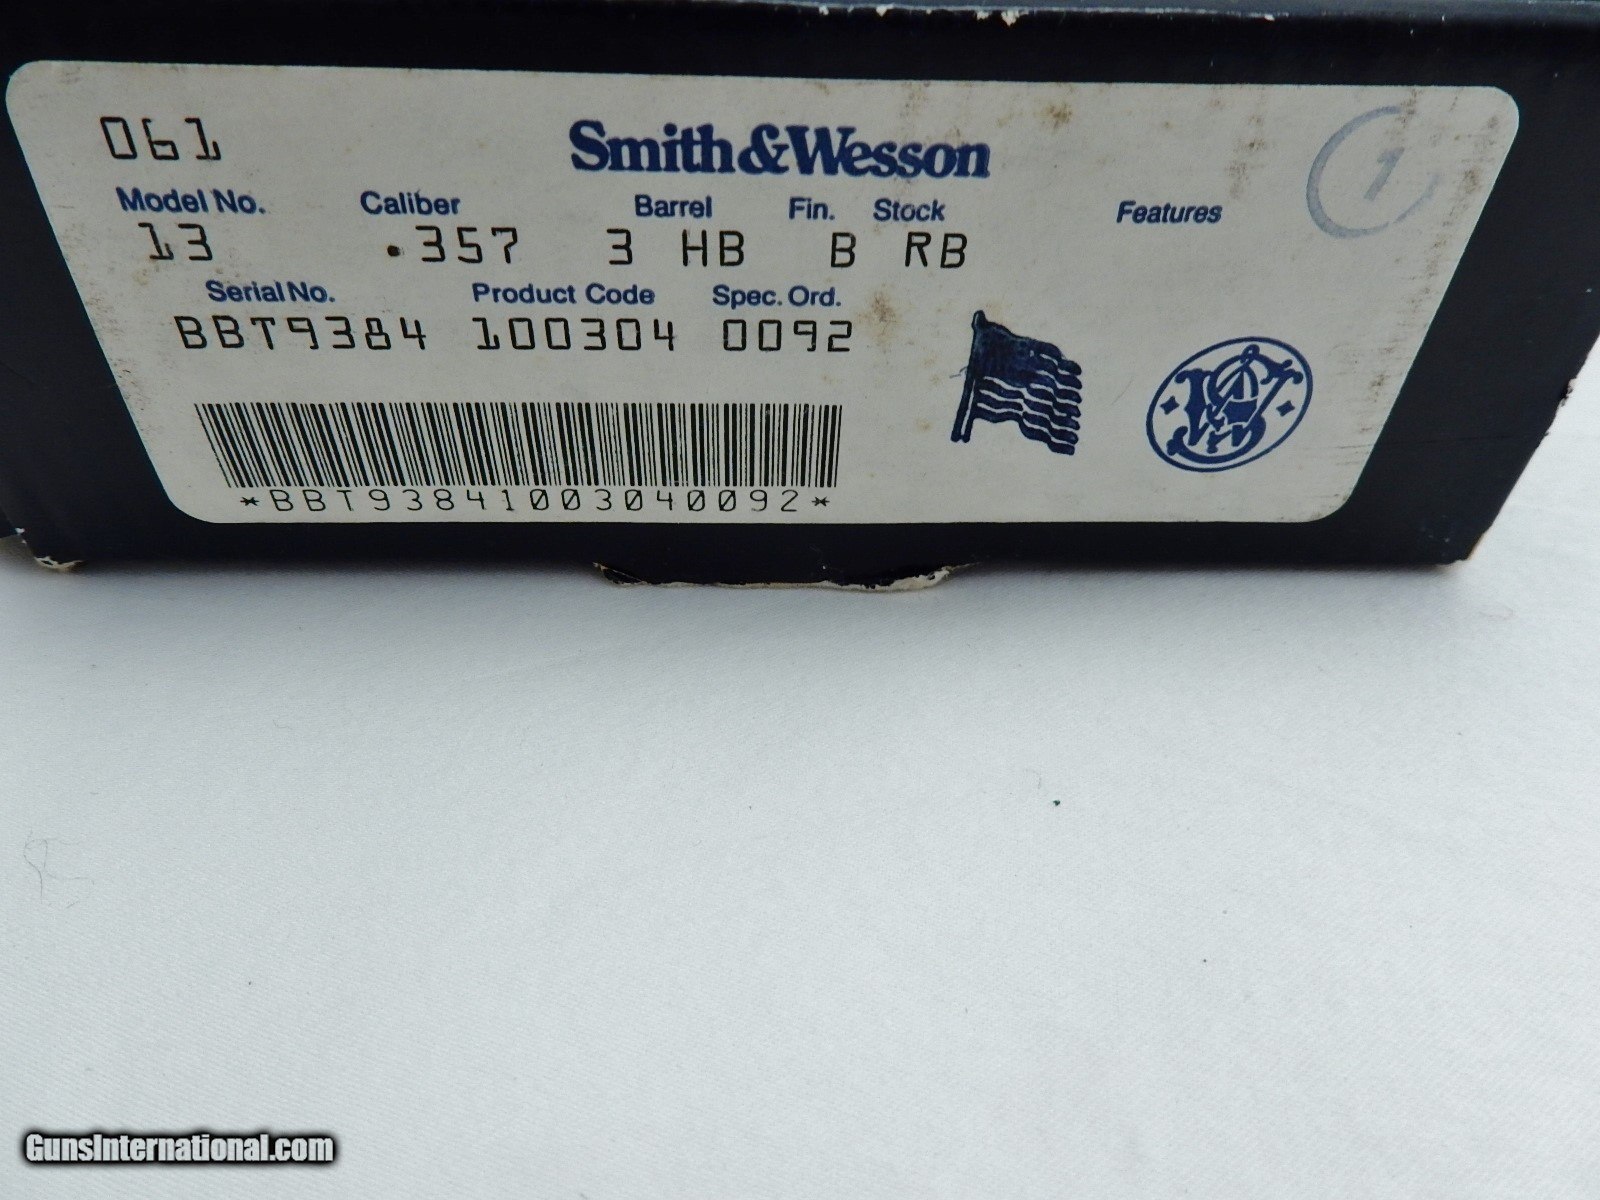 061
Smith & Wesson
Model No. Caliber Barrel Fin. Stock Features
13 .357 3 HB B RB
Serial No. Product Code Spec. Ord.
BBT9384 100304 0092
*BBT93841003040092*
1
GunsInternational.com